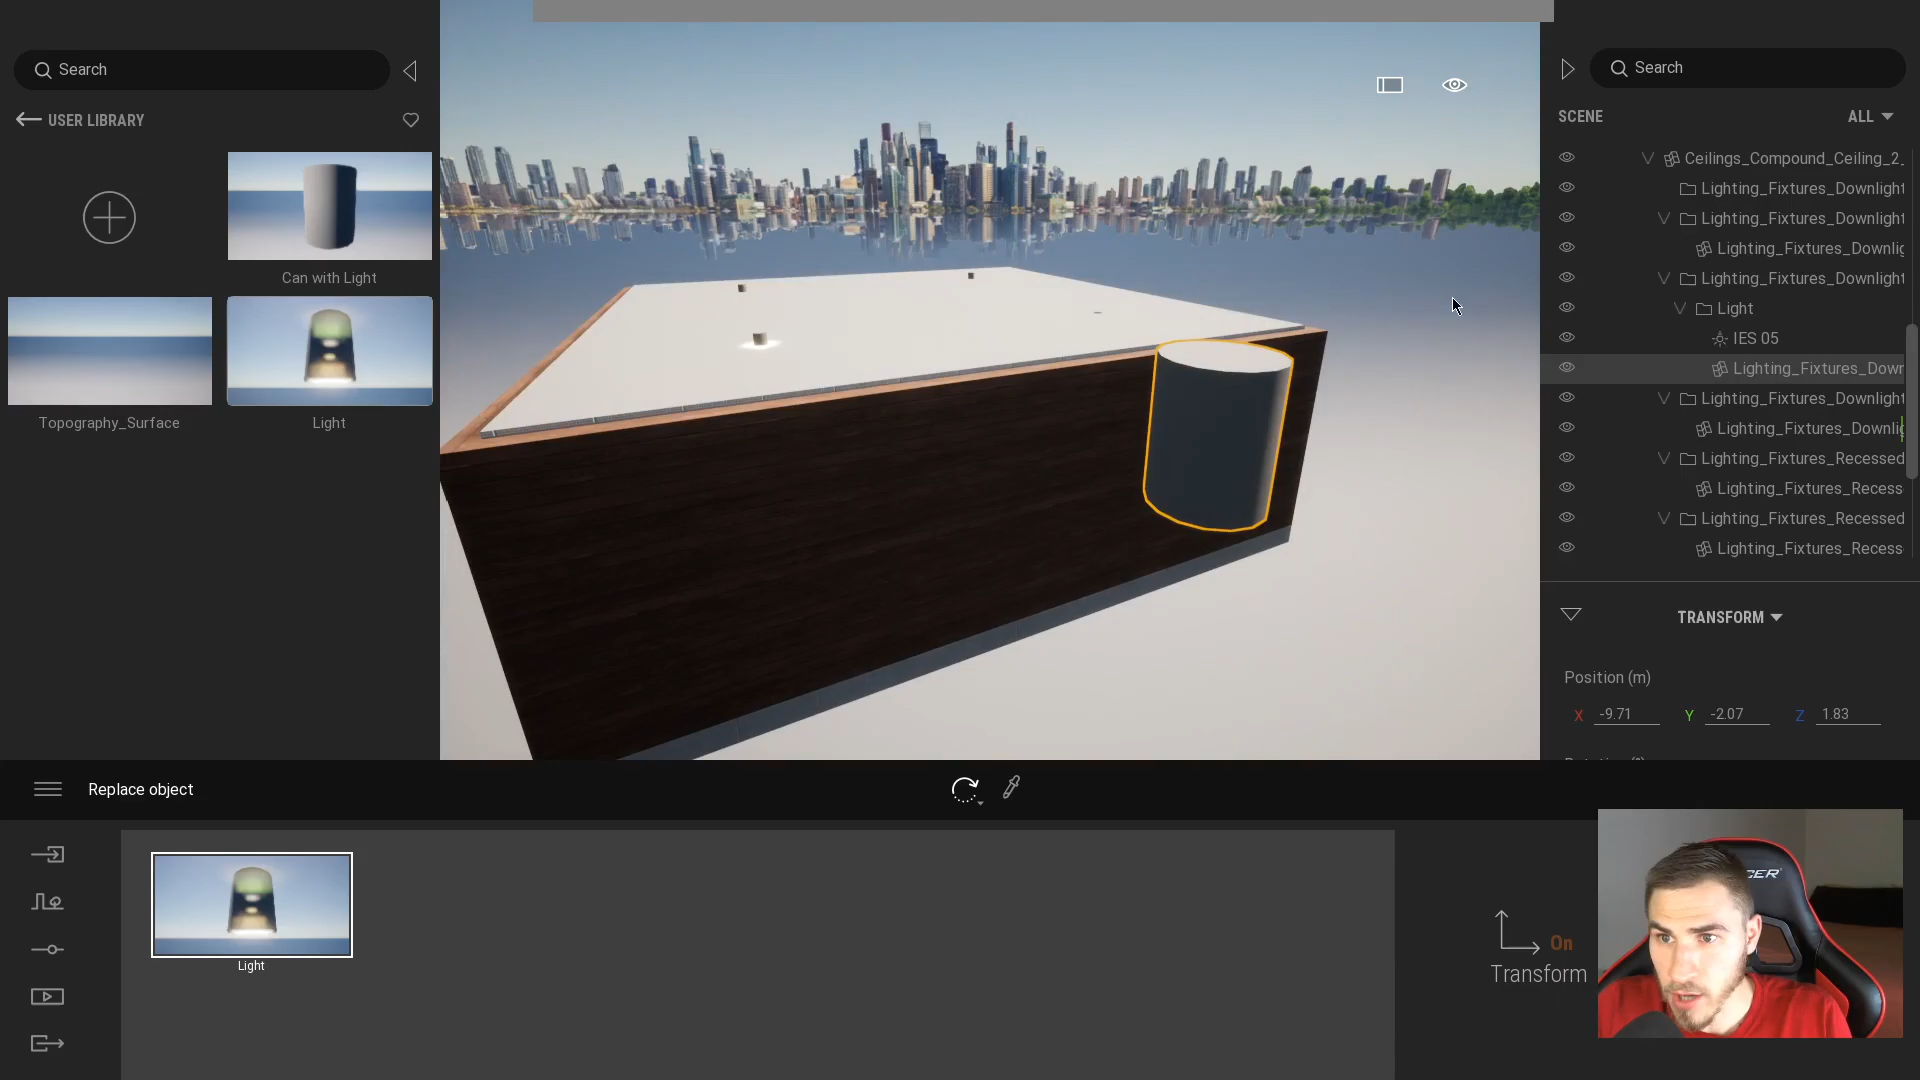 Search
USER LIBRARY
Can with Light
Topography_Surface
Light
Search
SCENE
ALL
Ceilings_Compound_Ceiling_2_
Lighting_Fixtures_Downlight
Lighting_Fixtures_Downlight
Lighting_Fixtures_Downlig
Lighting_Fixtures_Downlight
Light
IES 05
Lighting_Fixtures_Down
Lighting_Fixtures_Downlight
Lighting_Fixtures_Downlig
Lighting_Fixtures_Recessed
Lighting_Fixtures_Recess
Lighting_Fixtures_Recessed
Lighting_Fixtures_Recess
TRANSFORM
Position (m)
X -9.71 Y -2.07 Z 1.83
Replace object
Light
On
Transform
CER